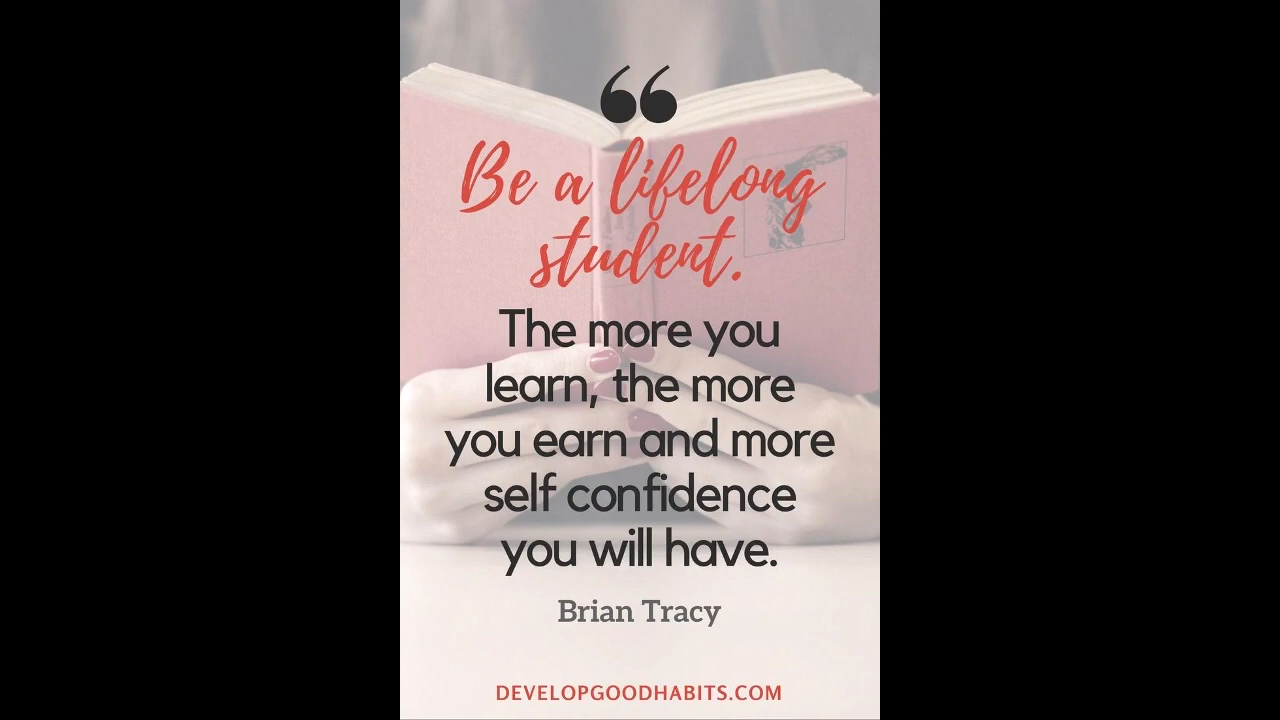 “
Be a lifelong
student.
The more you
learn, the more
you earn and more
self confidence
you will have.
Brian Tracy
DEVELOPGOODHABITS.COM